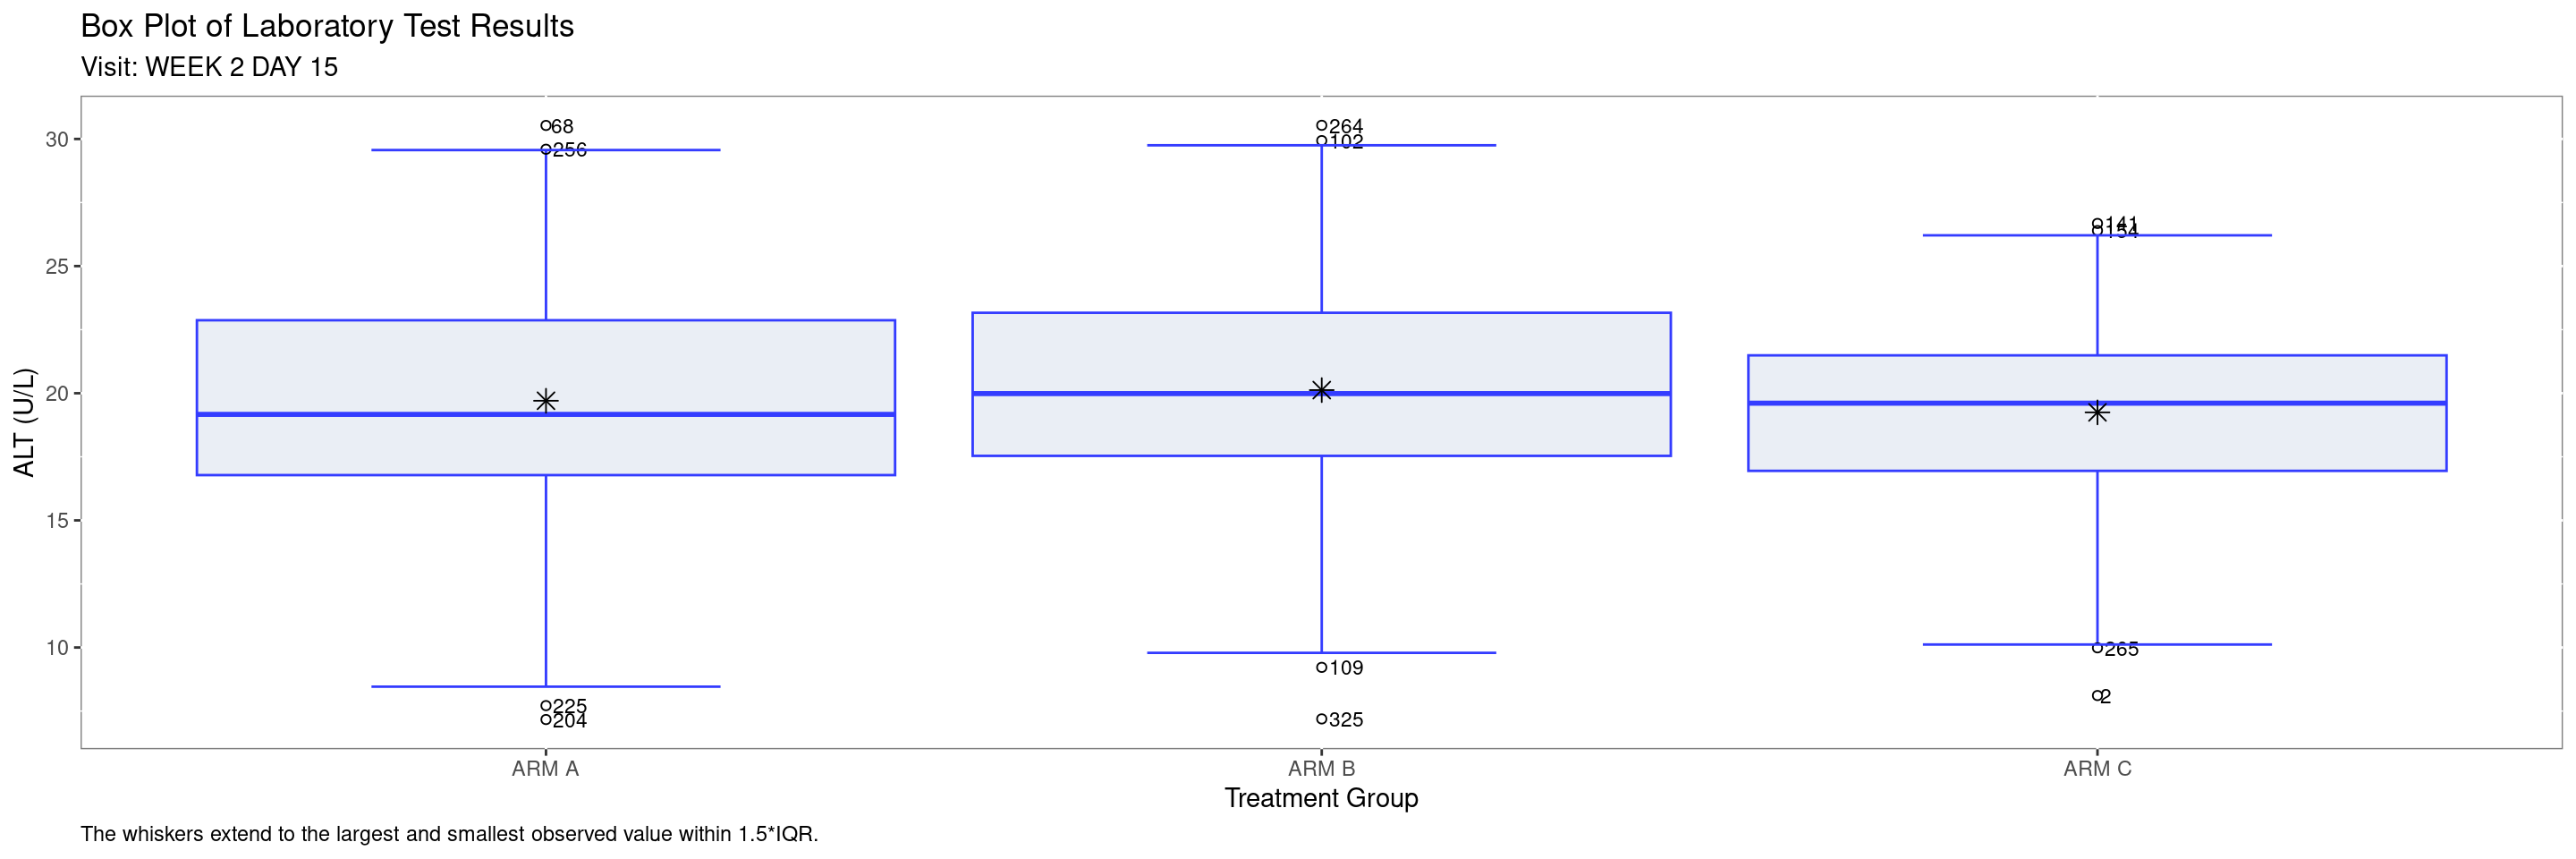 Box Plot of Laboratory Test Results
Visit: WEEK 2 DAY 15
ALT (U/L)
30
25
20
15
10
68
256
225
204
264
102
109
325
141
154
265
2
ARM A
ARM B
ARM C
Treatment Group
The whiskers extend to the largest and smallest observed value within 1.5*IQR.